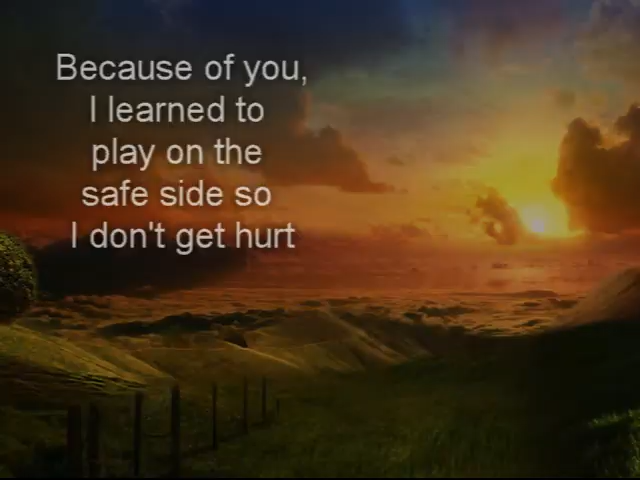 Because of you,
I learned to
play on the
safe side so
I don't get hurt